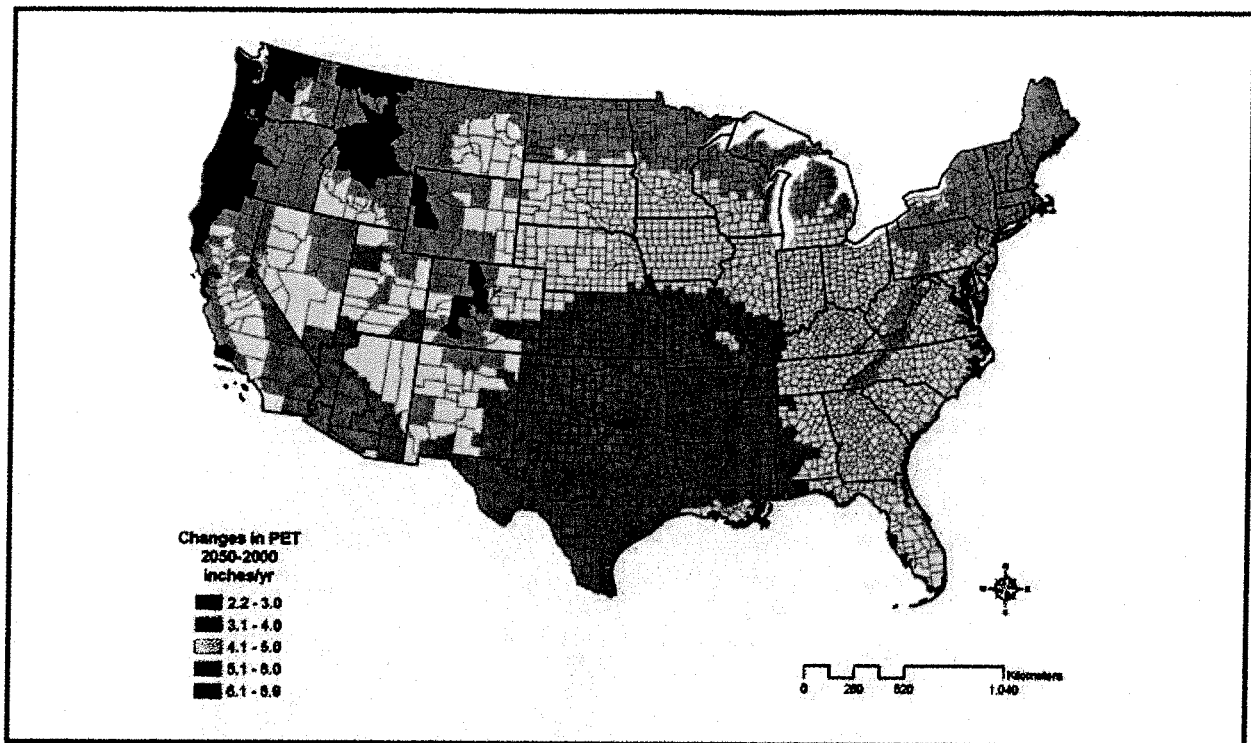 Changes in PET
2050-2000
inches/yr
2.2 - 3.0
3.1 - 4.0
4.1 - 5.0
5.1 - 6.0
6.1 - 6.9
Kilometers
0 260 520 1,040